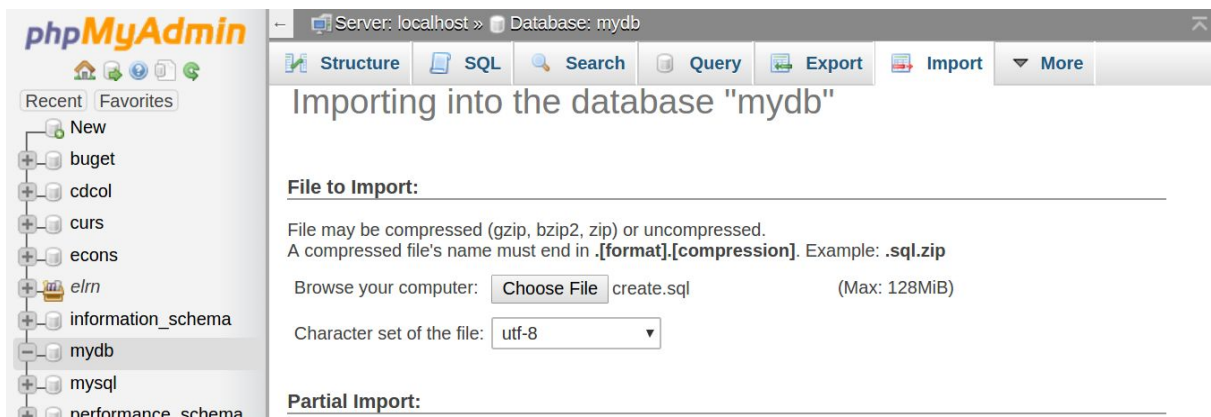 phpMyAdmin
Recent Favorites
New
buget
cdcol
curs
econs
elrn
information_schema
mydb
mysql
performance_schema
← Server: localhost » Database: mydb
Structure SQL Search Query Export Import More
Importing into the database "mydb"
File to Import:
File may be compressed (gzip, bzip2, zip) or uncompressed.
A compressed file's name must end in .[format].[compression]. Example: .sql.zip
Browse your computer: Choose File create.sql (Max: 128MiB)
Character set of the file: utf-8
Partial Import: